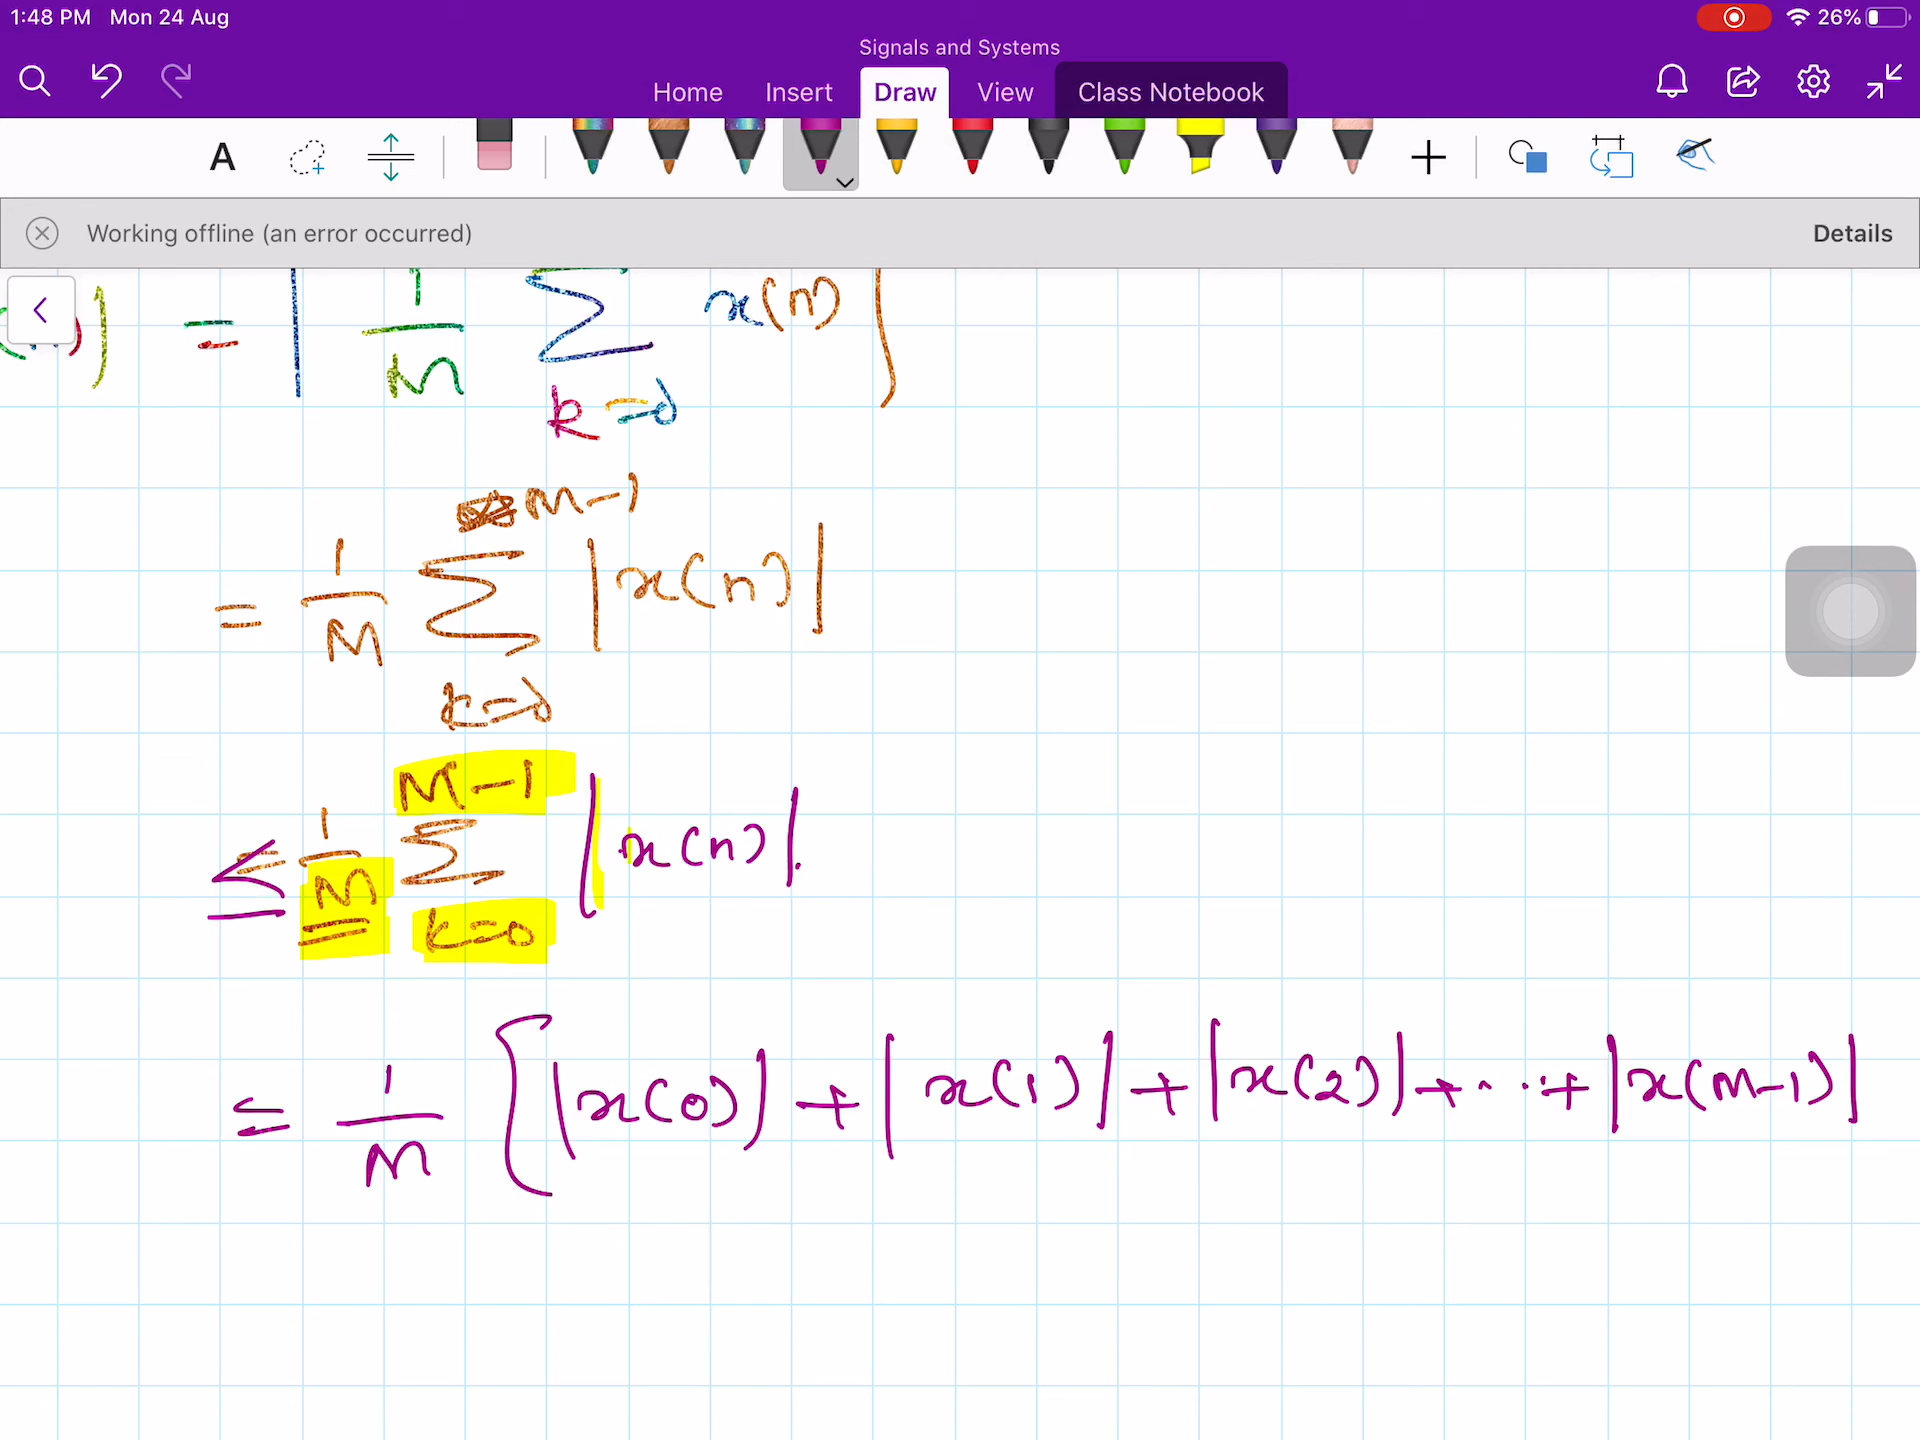 1:48 PM Mon 24 Aug 26%
Signals and Systems
Home Insert Draw View Class Notebook
A
Working offline (an error occurred) Details
= | 1/M Σ x(n) |
k=0
M-1
= 1/M Σ |x(n)|
k=0
M-1
≤ 1/M Σ |x(n)|
k=0
= 1/M [ |x(0)| + |x(1)| + |x(2)| + ... + |x(M-1)|